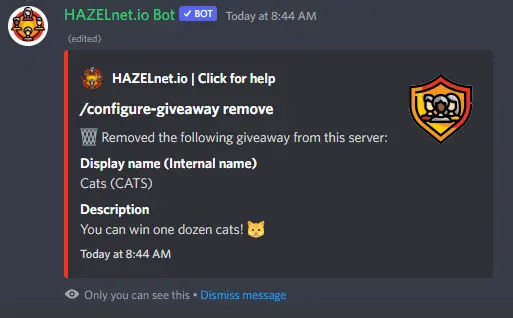 HAZELnet.io Bot ✓ BOT Today at 8:44 AM
(edited)
HAZELnet.io | Click for help
/configure-giveaway remove
🗑 Removed the following giveaway from this server:
Display name (Internal name)
Cats (CATS)
Description
You can win one dozen cats! 🐱
Today at 8:44 AM
Only you can see this • Dismiss message